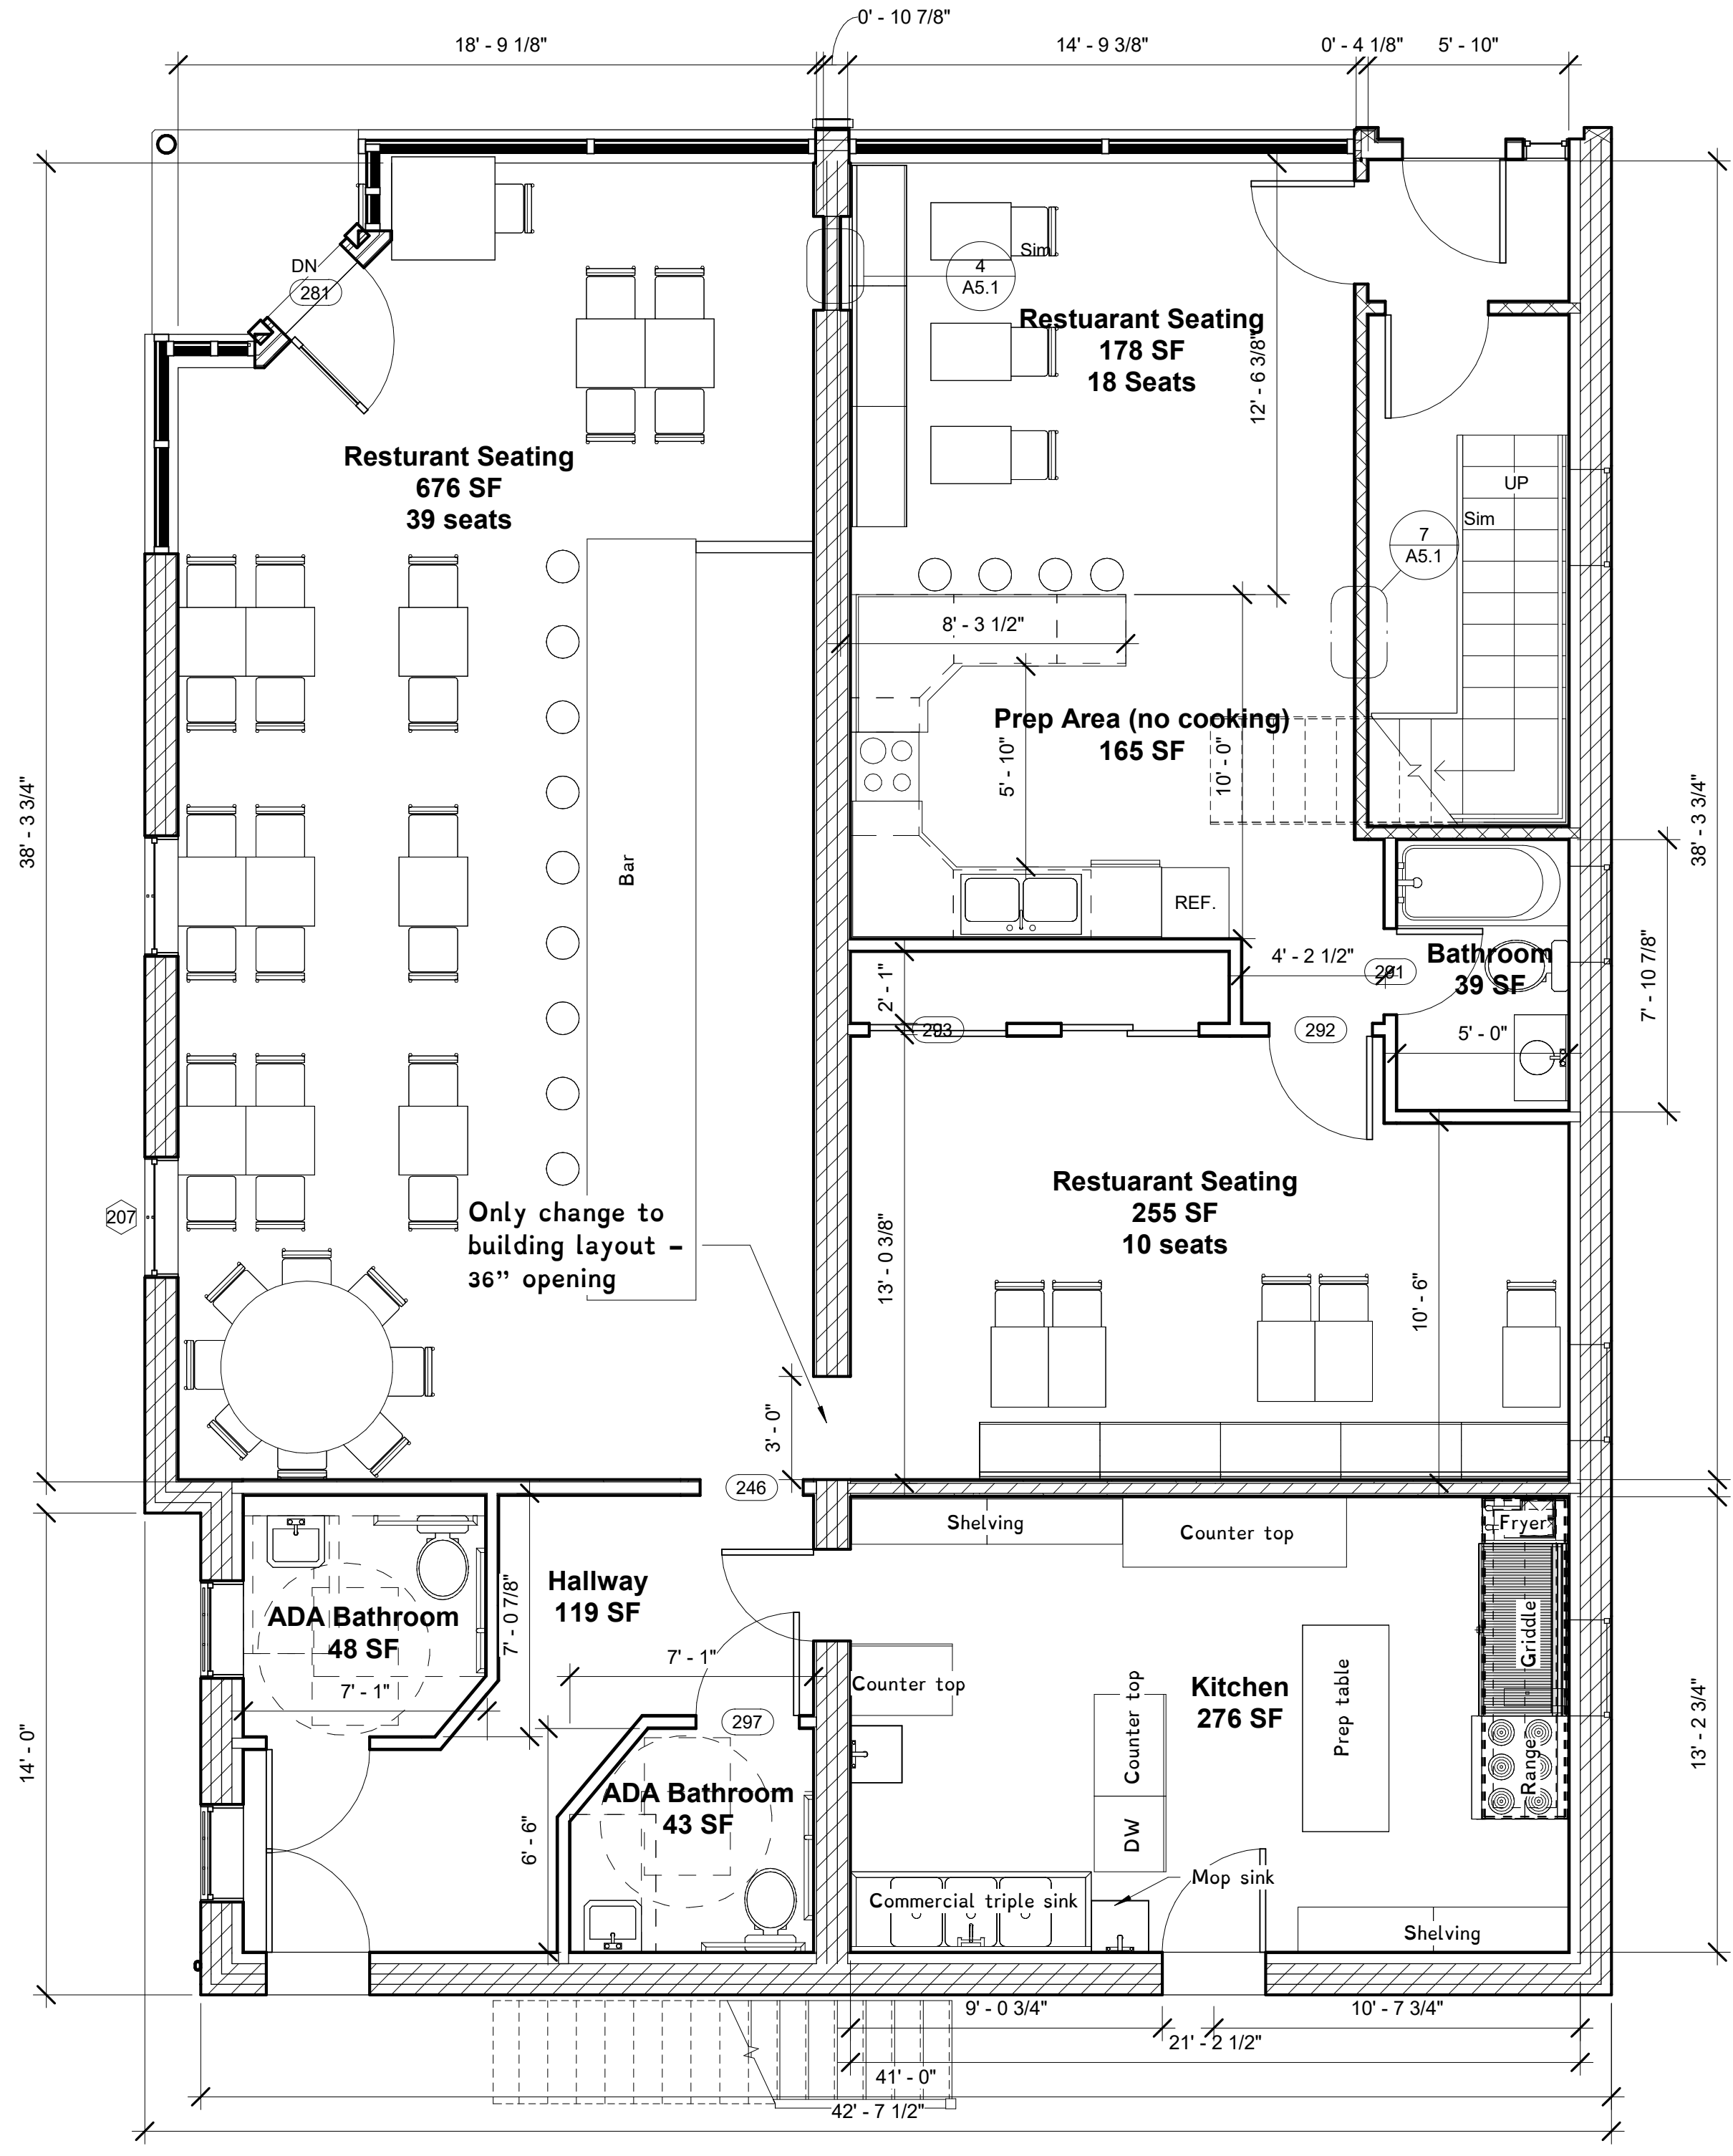 0' - 10 7/8"
18' - 9 1/8"
14' - 9 3/8"
0' - 4 1/8"
5' - 10"
DN
281
4
A5.1
Sim
Restuarant Seating
178 SF
18 Seats
12' - 6 3/8"
Resturant Seating
676 SF
39 seats
UP
Sim
7
A5.1
8' - 3 1/2"
Prep Area (no cooking)
165 SF
5' - 10"
10' - 0"
38' - 3 3/4"
38' - 3 3/4"
Bar
REF.
4' - 2 1/2"
291
Bathroom
39 SF
7' - 10 7/8"
2' - 1"
293
292
5' - 0"
Restuarant Seating
255 SF
10 seats
207
Only change to
building layout –
36” opening
13' - 0 3/8"
10' - 6"
3' - 0"
246
Shelving
Counter top
Fryer
Hallway
119 SF
7' - 0 7/8"
ADA Bathroom
48 SF
7' - 1"
7' - 1"
Griddle
Counter top
Counter top
Kitchen
276 SF
Prep table
297
Range
14' - 0"
13' - 2 3/4"
ADA Bathroom
43 SF
6' - 6"
DW
Mop sink
Commercial triple sink
Shelving
9' - 0 3/4"
10' - 7 3/4"
21' - 2 1/2"
41' - 0"
42' - 7 1/2"